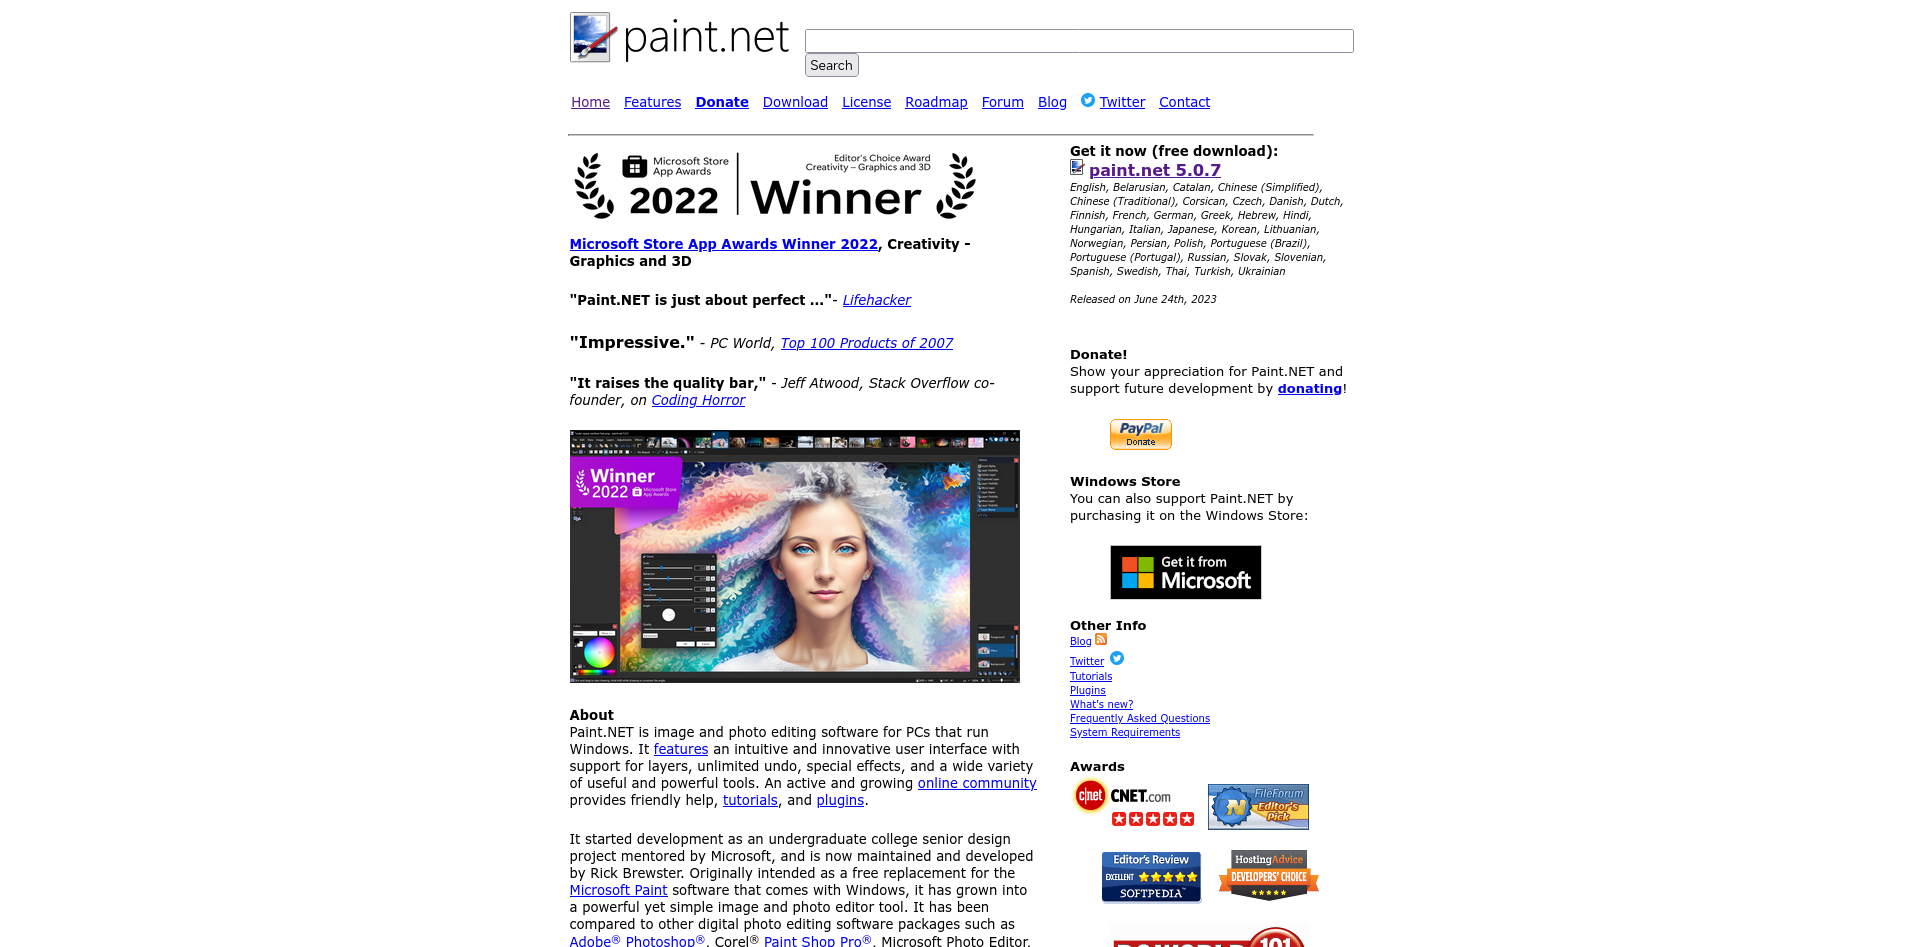 paint.net
Search
Home Features Donate Download License Roadmap Forum Blog Twitter Contact
Microsoft Store
App Awards
2022
Editor's Choice Award
Creativity – Graphics and 3D
Winner
Microsoft Store App Awards Winner 2022, Creativity -
Graphics and 3D
"Paint.NET is just about perfect ..."- Lifehacker
"Impressive." - PC World, Top 100 Products of 2007
"It raises the quality bar," - Jeff Atwood, Stack Overflow co-
founder, on Coding Horror
Winner
2022
Microsoft Store
App Awards
About
Paint.NET is image and photo editing software for PCs that run
Windows. It features an intuitive and innovative user interface with
support for layers, unlimited undo, special effects, and a wide variety
of useful and powerful tools. An active and growing online community
provides friendly help, tutorials, and plugins.
It started development as an undergraduate college senior design
project mentored by Microsoft, and is now maintained and developed
by Rick Brewster. Originally intended as a free replacement for the
Microsoft Paint software that comes with Windows, it has grown into
a powerful yet simple image and photo editor tool. It has been
compared to other digital photo editing software packages such as
Adobe® Photoshop®, Corel® Paint Shop Pro®, Microsoft Photo Editor,
Get it now (free download):
paint.net 5.0.7
English, Belarusian, Catalan, Chinese (Simplified),
Chinese (Traditional), Corsican, Czech, Danish, Dutch,
Finnish, French, German, Greek, Hebrew, Hindi,
Hungarian, Italian, Japanese, Korean, Lithuanian,
Norwegian, Persian, Polish, Portuguese (Brazil),
Portuguese (Portugal), Russian, Slovak, Slovenian,
Spanish, Swedish, Thai, Turkish, Ukrainian
Released on June 24th, 2023
Donate!
Show your appreciation for Paint.NET and
support future development by donating!
PayPal
Donate
Windows Store
You can also support Paint.NET by
purchasing it on the Windows Store:
Get it from
Microsoft
Other Info
Blog
Twitter
Tutorials
Plugins
What's new?
Frequently Asked Questions
System Requirements
Awards
c|net CNET.com
FileForum
Editor's
Pick
Editor's Review
EXCELLENT
SOFTPEDIA™
HostingAdvice
DEVELOPERS' CHOICE
101